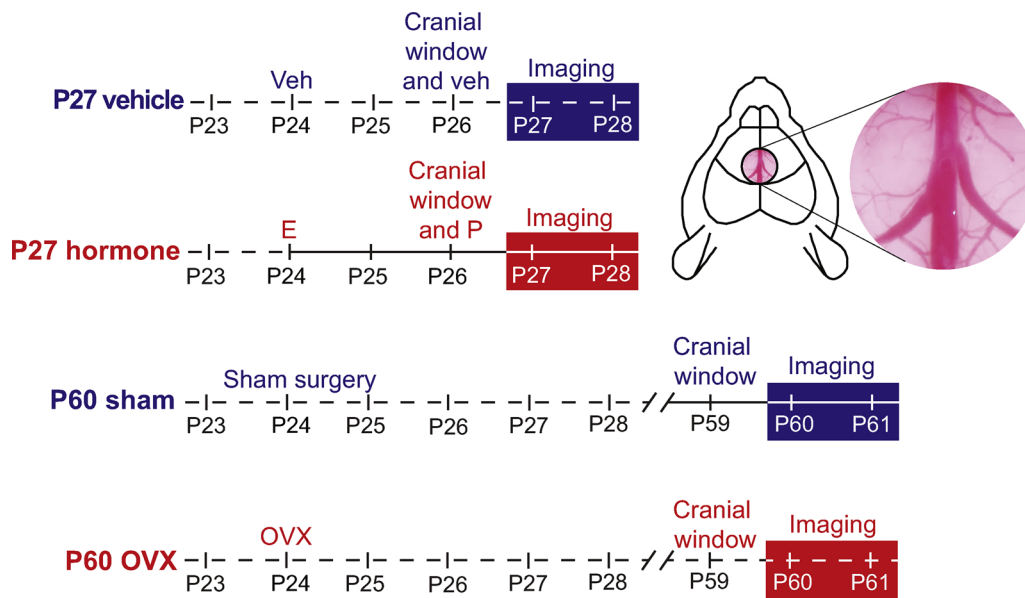 Cranial
window
and veh
Veh
Imaging
P27 vehicle
P23 P24 P25 P26 P27 P28
Cranial
window
and P
E
Imaging
P27 hormone
P23 P24 P25 P26 P27 P28
Cranial
window
Imaging
Sham surgery
P60 sham
P23 P24 P25 P26 P27 P28 P59 P60 P61
Cranial
window
Imaging
OVX
P60 OVX
P23 P24 P25 P26 P27 P28 P59 P60 P61